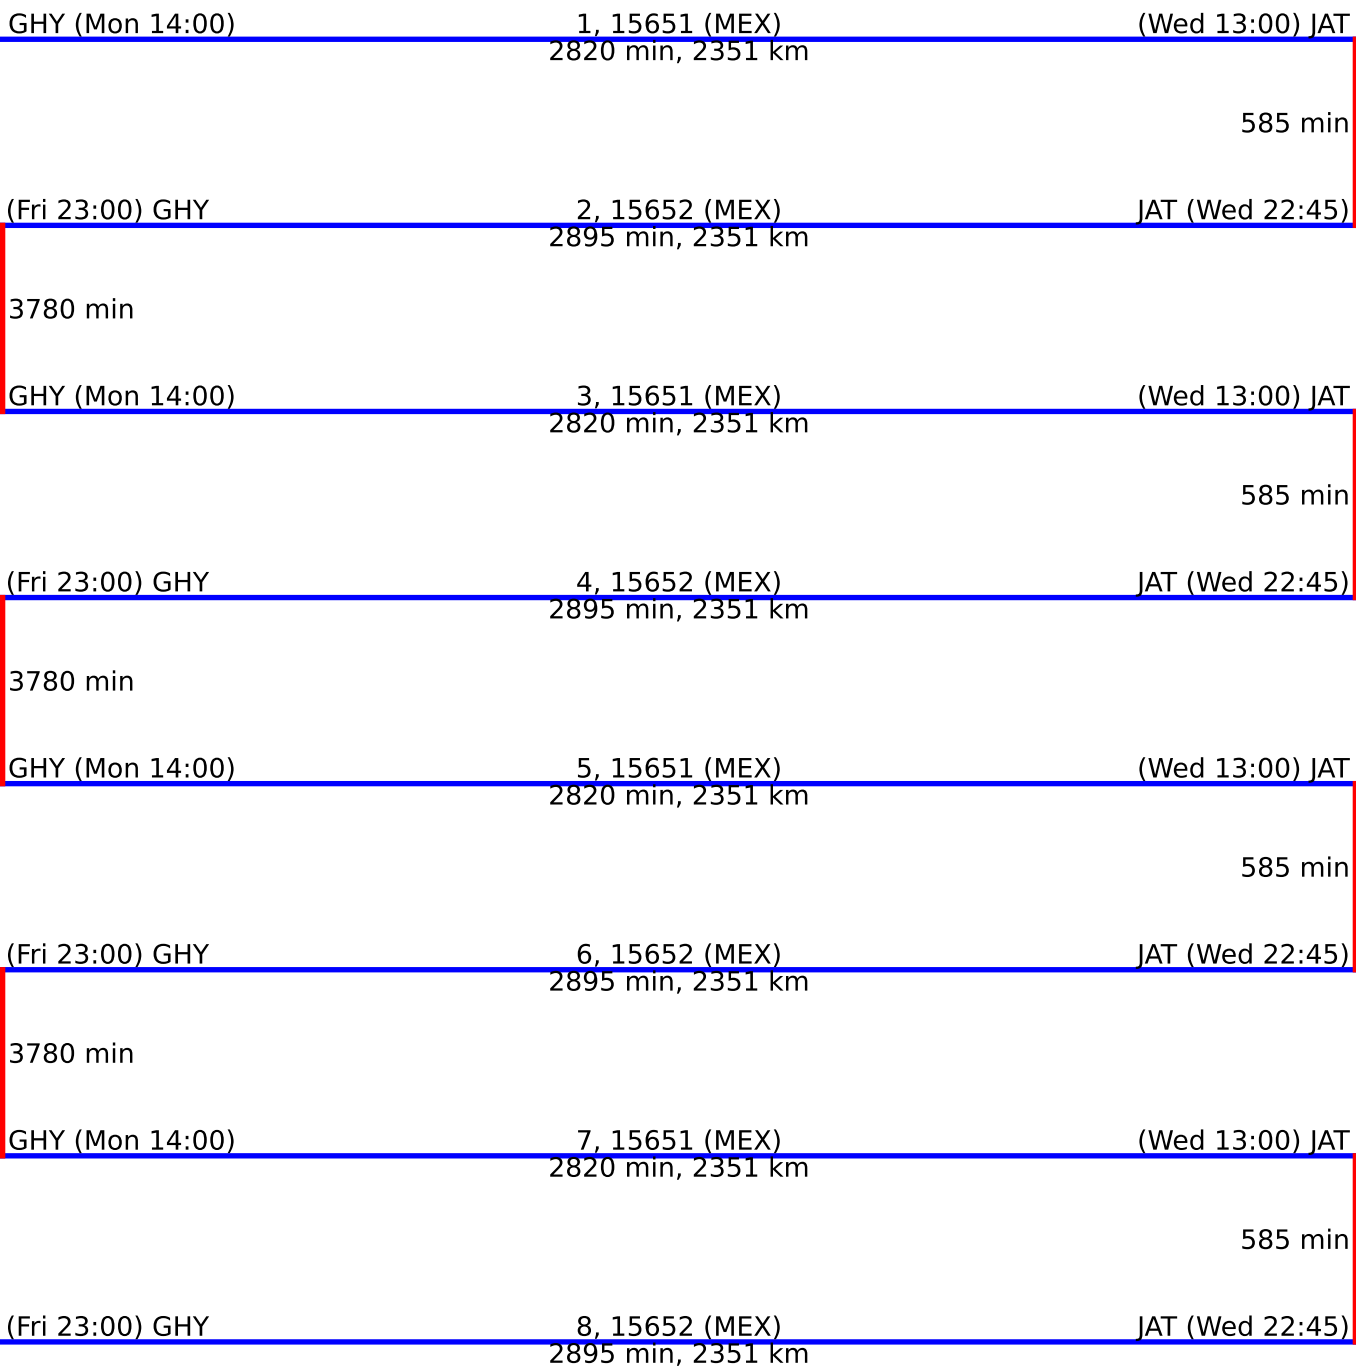 GHY (Mon 14:00) 1, 15651 (MEX) (Wed 13:00) JAT
2820 min, 2351 km
585 min
(Fri 23:00) GHY 2, 15652 (MEX) JAT (Wed 22:45)
2895 min, 2351 km
3780 min
GHY (Mon 14:00) 3, 15651 (MEX) (Wed 13:00) JAT
2820 min, 2351 km
585 min
(Fri 23:00) GHY 4, 15652 (MEX) JAT (Wed 22:45)
2895 min, 2351 km
3780 min
GHY (Mon 14:00) 5, 15651 (MEX) (Wed 13:00) JAT
2820 min, 2351 km
585 min
(Fri 23:00) GHY 6, 15652 (MEX) JAT (Wed 22:45)
2895 min, 2351 km
3780 min
GHY (Mon 14:00) 7, 15651 (MEX) (Wed 13:00) JAT
2820 min, 2351 km
585 min
(Fri 23:00) GHY 8, 15652 (MEX) JAT (Wed 22:45)
2895 min, 2351 km